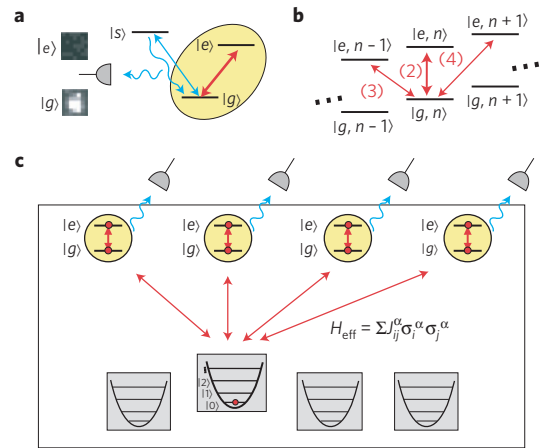 a
|e⟩
|s⟩
|e⟩
|g⟩
|g⟩
b
|e, n − 1⟩
|e, n⟩
|e, n + 1⟩
(2)
(4)
(3)
|g, n − 1⟩
|g, n⟩
|g, n + 1⟩
c
|e⟩ |e⟩ |e⟩ |e⟩
|g⟩ |g⟩ |g⟩ |g⟩
H_eff = ΣJ_ij^α σ_i^α σ_j^α
|2⟩
|1⟩
|0⟩